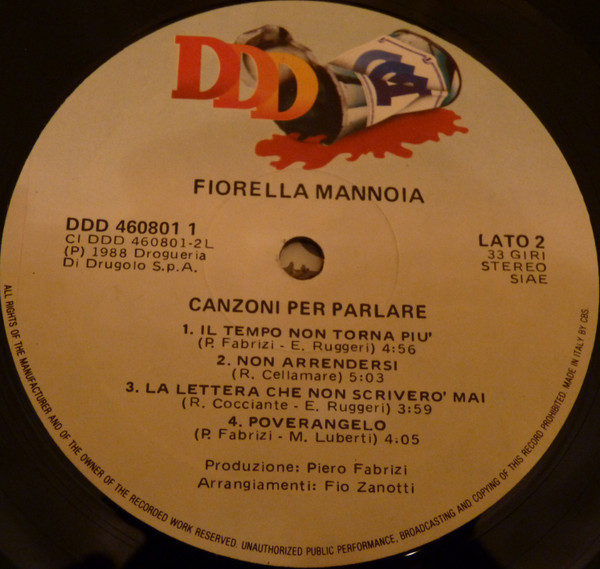 DDD
FIORELLA MANNOIA
DDD 460801 1
CI DDD 460801-2L
(P) 1988 Drogueria
Di Drugolo S.p.A.
LATO 2
33 GIRI
STEREO
SIAE
CANZONI PER PARLARE
1. IL TEMPO NON TORNA PIU'
(P. Fabrizi - E. Ruggeri) 4:56
2. NON ARRENDERSI
(R. Cellamare) 5:03
3. LA LETTERA CHE NON SCRIVERO' MAI
(R. Cocciante - E. Ruggeri) 3:59
4. POVERANGELO
(P. Fabrizi - M. Luberti) 4.05
Produzione: Piero Fabrizi
Arrangiamenti: Fio Zanotti
ALL RIGHTS OF THE MANUFACTURER AND OF THE OWNER OF THE RECORDED WORK RESERVED. UNAUTHORIZED PUBLIC PERFORMANCE, BROADCASTING AND COPYING OF THIS RECORD PROHIBITED. MADE IN ITALY BY CBS.